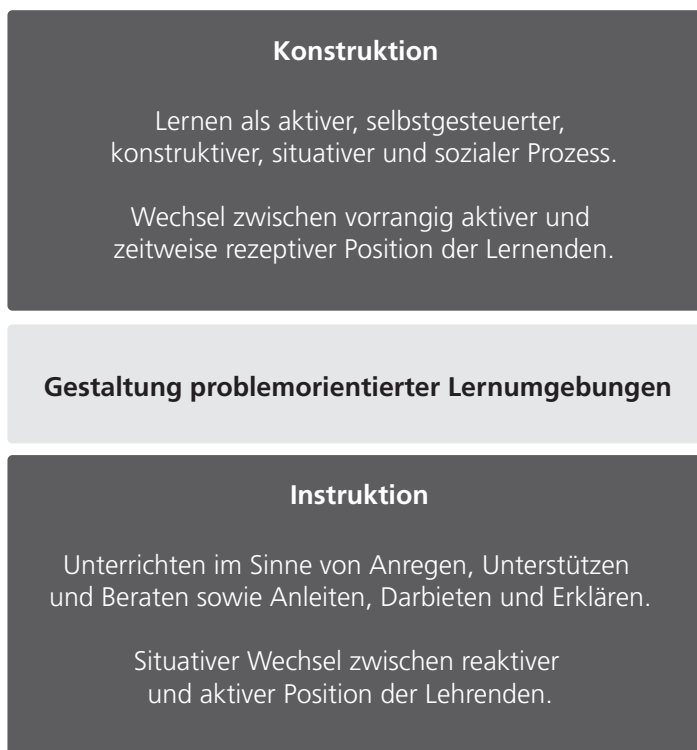 Konstruktion
Lernen als aktiver, selbstgesteuerter,
konstruktiver, situativer und sozialer Prozess.
Wechsel zwischen vorrangig aktiver und
zeitweise rezeptiver Position der Lernenden.
Gestaltung problemorientierter Lernumgebungen
Instruktion
Unterrichten im Sinne von Anregen, Unterstützen
und Beraten sowie Anleiten, Darbieten und Erklären.
Situativer Wechsel zwischen reaktiver
und aktiver Position der Lehrenden.